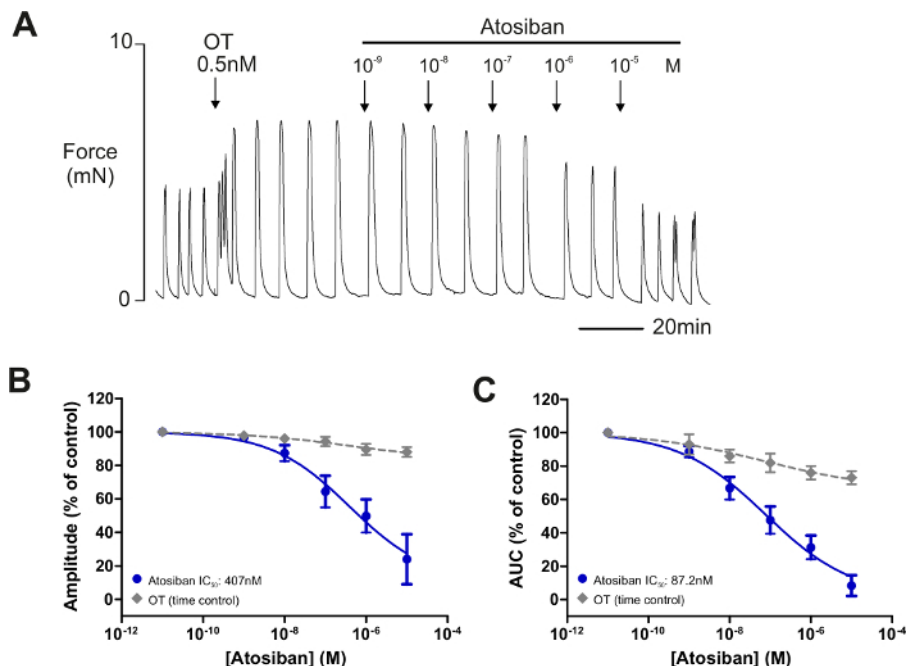 A
10
OT
0.5nM
Atosiban
10⁻⁹ 10⁻⁸ 10⁻⁷ 10⁻⁶ 10⁻⁵ M
Force
(mN)
0
20min
B
120
100
80
60
40
20
0
Amplitude (% of control)
Atosiban IC₅₀: 407nM
OT (time control)
10⁻¹² 10⁻¹⁰ 10⁻⁸ 10⁻⁶ 10⁻⁴
[Atosiban] (M)
C
120
100
80
60
40
20
0
AUC (% of control)
Atosiban IC₅₀: 87.2nM
OT (time control)
10⁻¹² 10⁻¹⁰ 10⁻⁸ 10⁻⁶ 10⁻⁴
[Atosiban] (M)